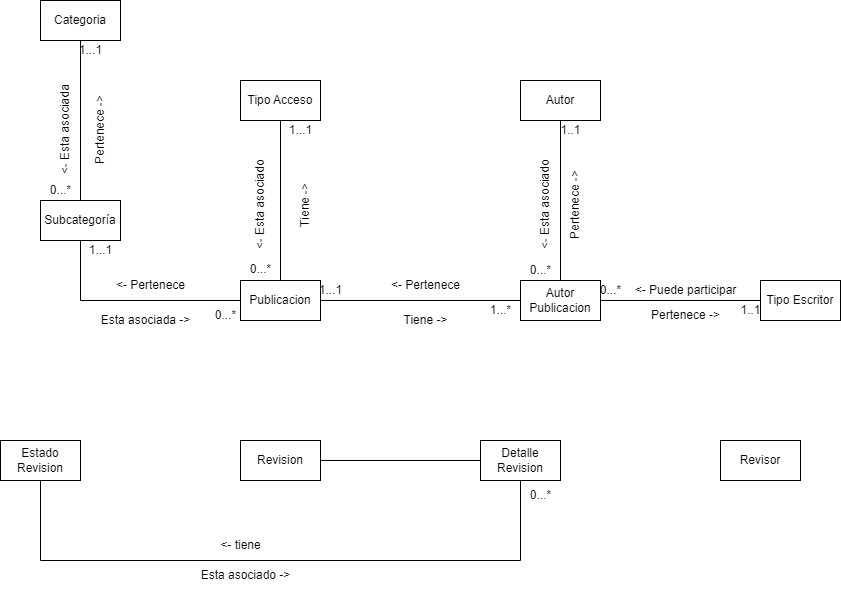 Categoria
1...1
<- Esta asociada
Pertenece ->
0...*
Subcategoría
1...1
Tipo Acceso
1...1
<- Esta asociado
Tiene ->
0...*
Autor
1..1
<- Esta asociado
Pertenece ->
0...*
<- Pertenece
Esta asociada ->
0...*
Publicacion
1...1
<- Pertenece
Tiene ->
1...*
Autor
Publicacion
0...*
<- Puede participar
Pertenece ->
1..1
Tipo Escritor
Estado
Revision
Revision
Detalle
Revision
0...*
Revisor
<- tiene
Esta asociado ->